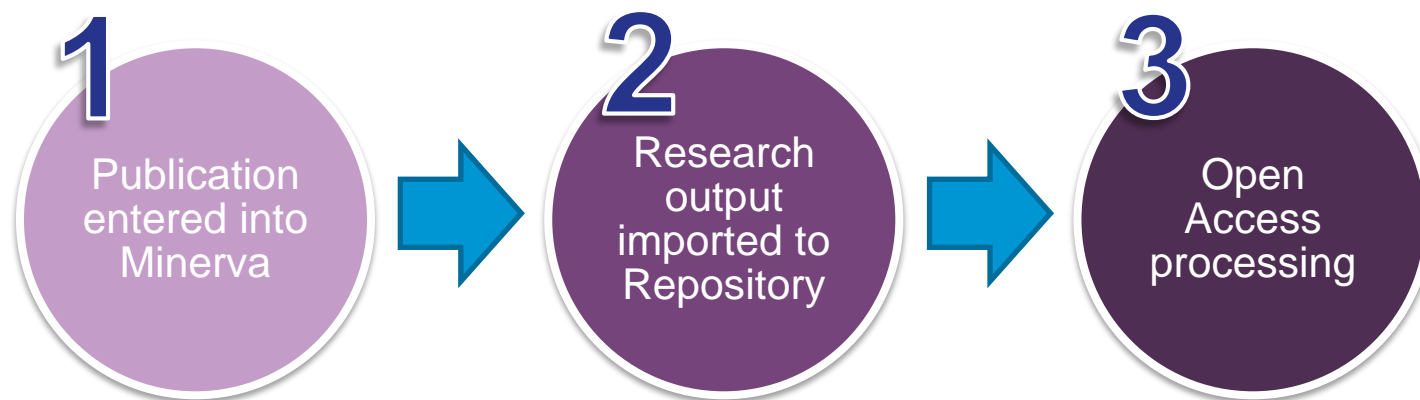 1
Publication
entered into
Minerva
2
Research
output
imported to
Repository
3
Open
Access
processing